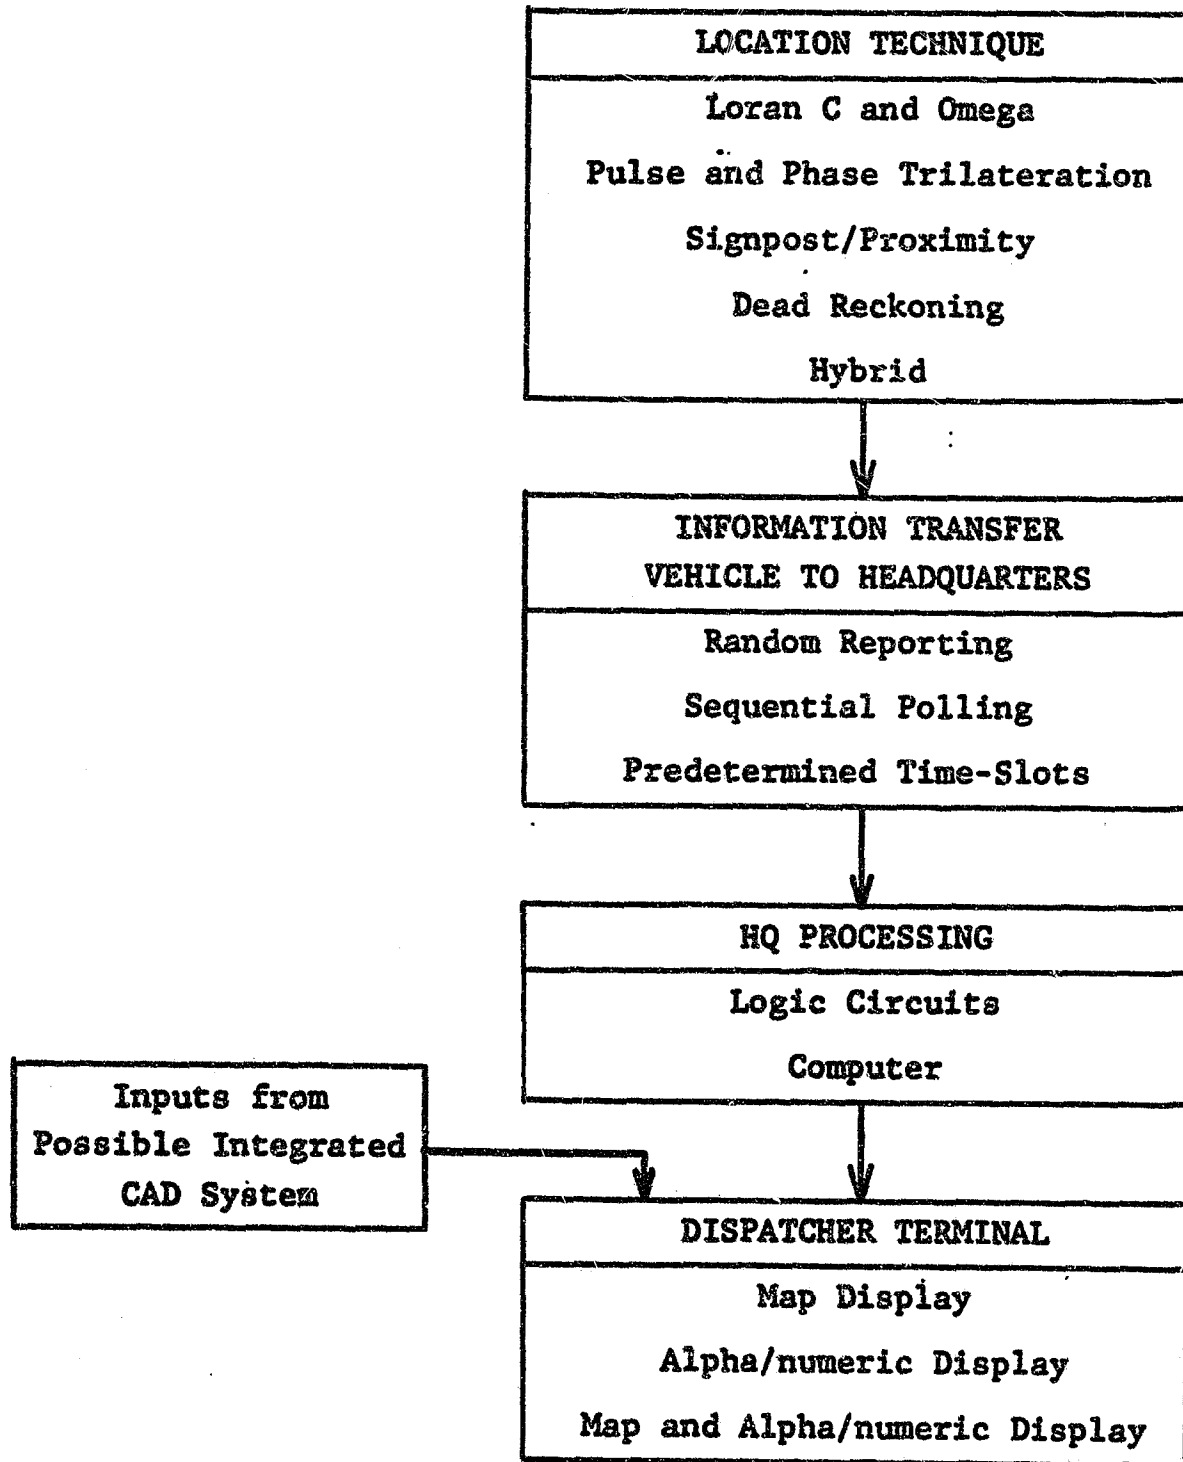 LOCATION TECHNIQUE
Loran C and Omega
Pulse and Phase Trilateration
Signpost/Proximity
Dead Reckoning
Hybrid
INFORMATION TRANSFER
VEHICLE TO HEADQUARTERS
Random Reporting
Sequential Polling
Predetermined Time-Slots
HQ PROCESSING
Logic Circuits
Computer
Inputs from
Possible Integrated
CAD System
DISPATCHER TERMINAL
Map Display
Alpha/numeric Display
Map and Alpha/numeric Display